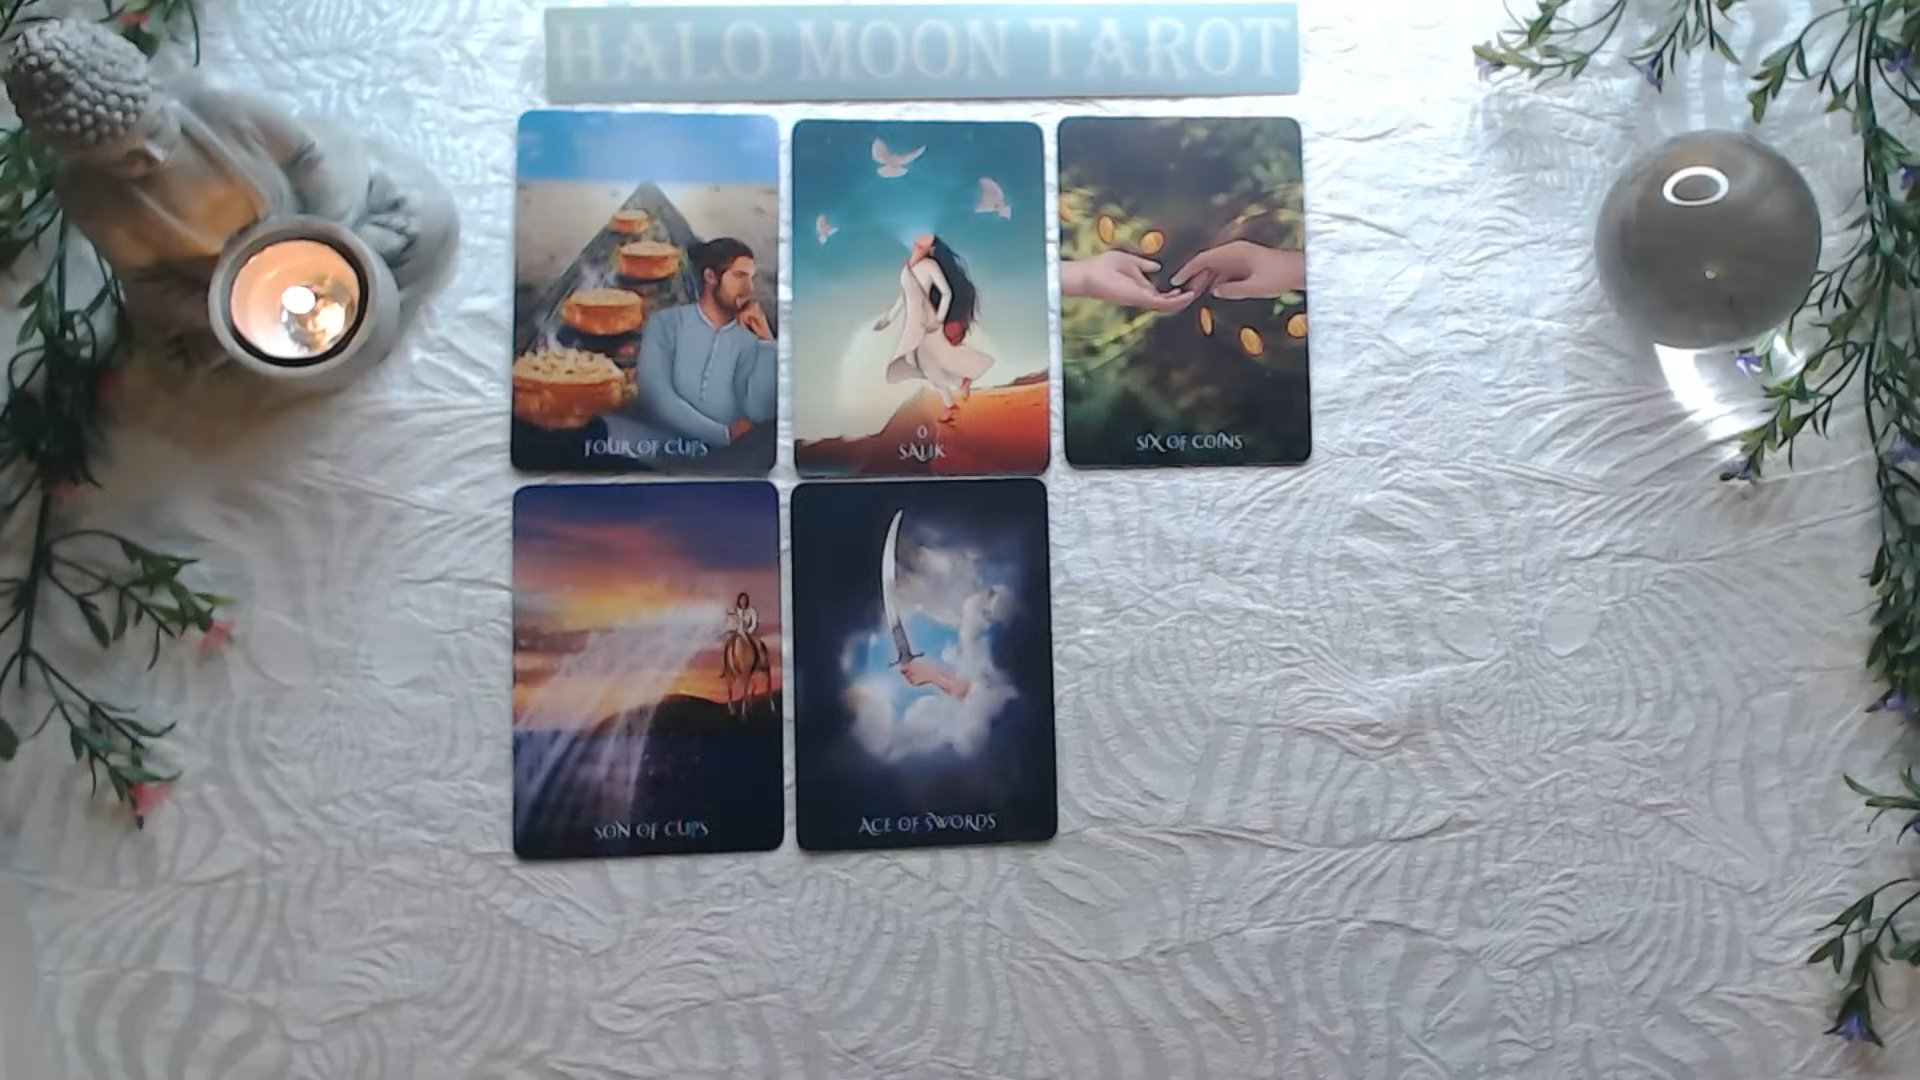 HALO MOON TAROT
FOUR OF CUPS
0
SALIK
SIX OF COINS
SON OF CUPS
ACE OF SWORDS